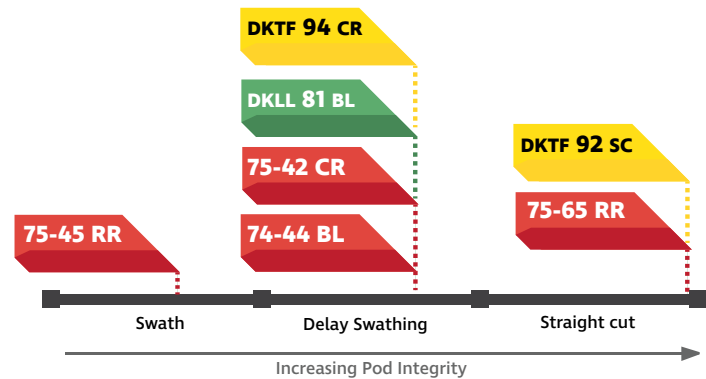 DKTF 94 CR
DKLL 81 BL
75-42 CR
74-44 BL
75-45 RR
DKTF 92 SC
75-65 RR
Swath
Delay Swathing
Straight cut
Increasing Pod Integrity